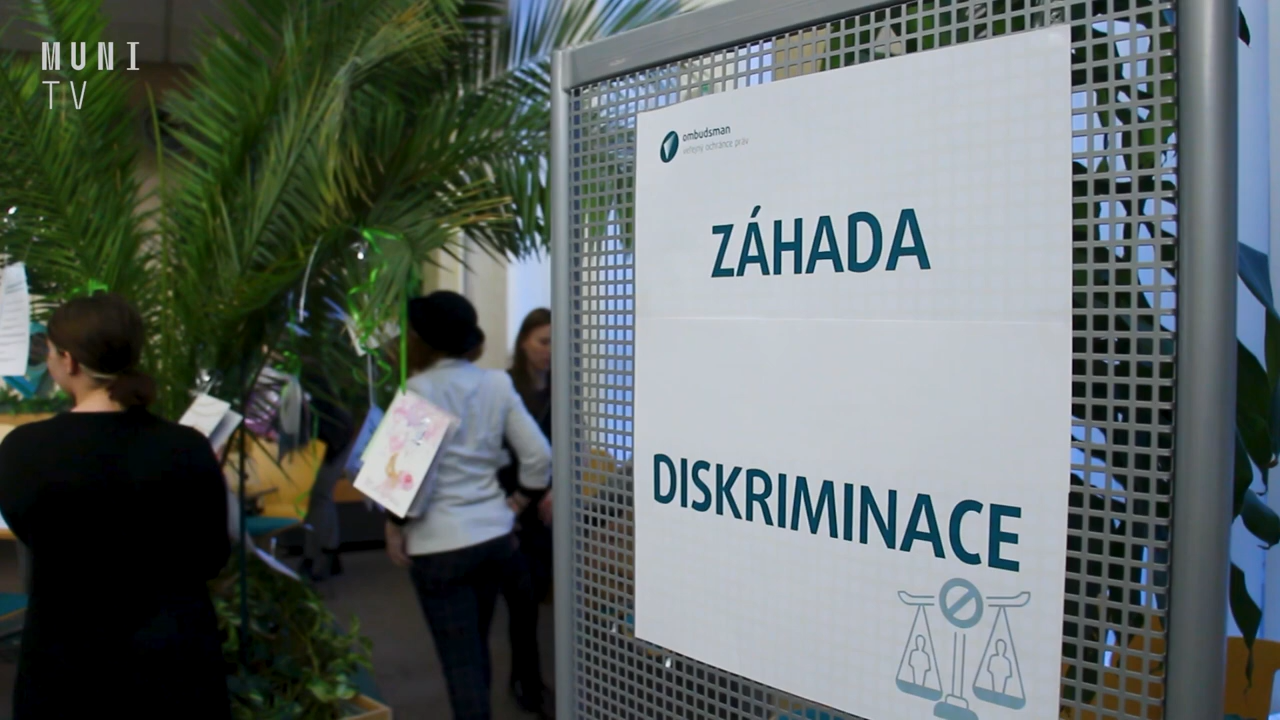 MUNI
TV
ombudsman
veřejný ochránce práv
ZÁHADA
DISKRIMINACE